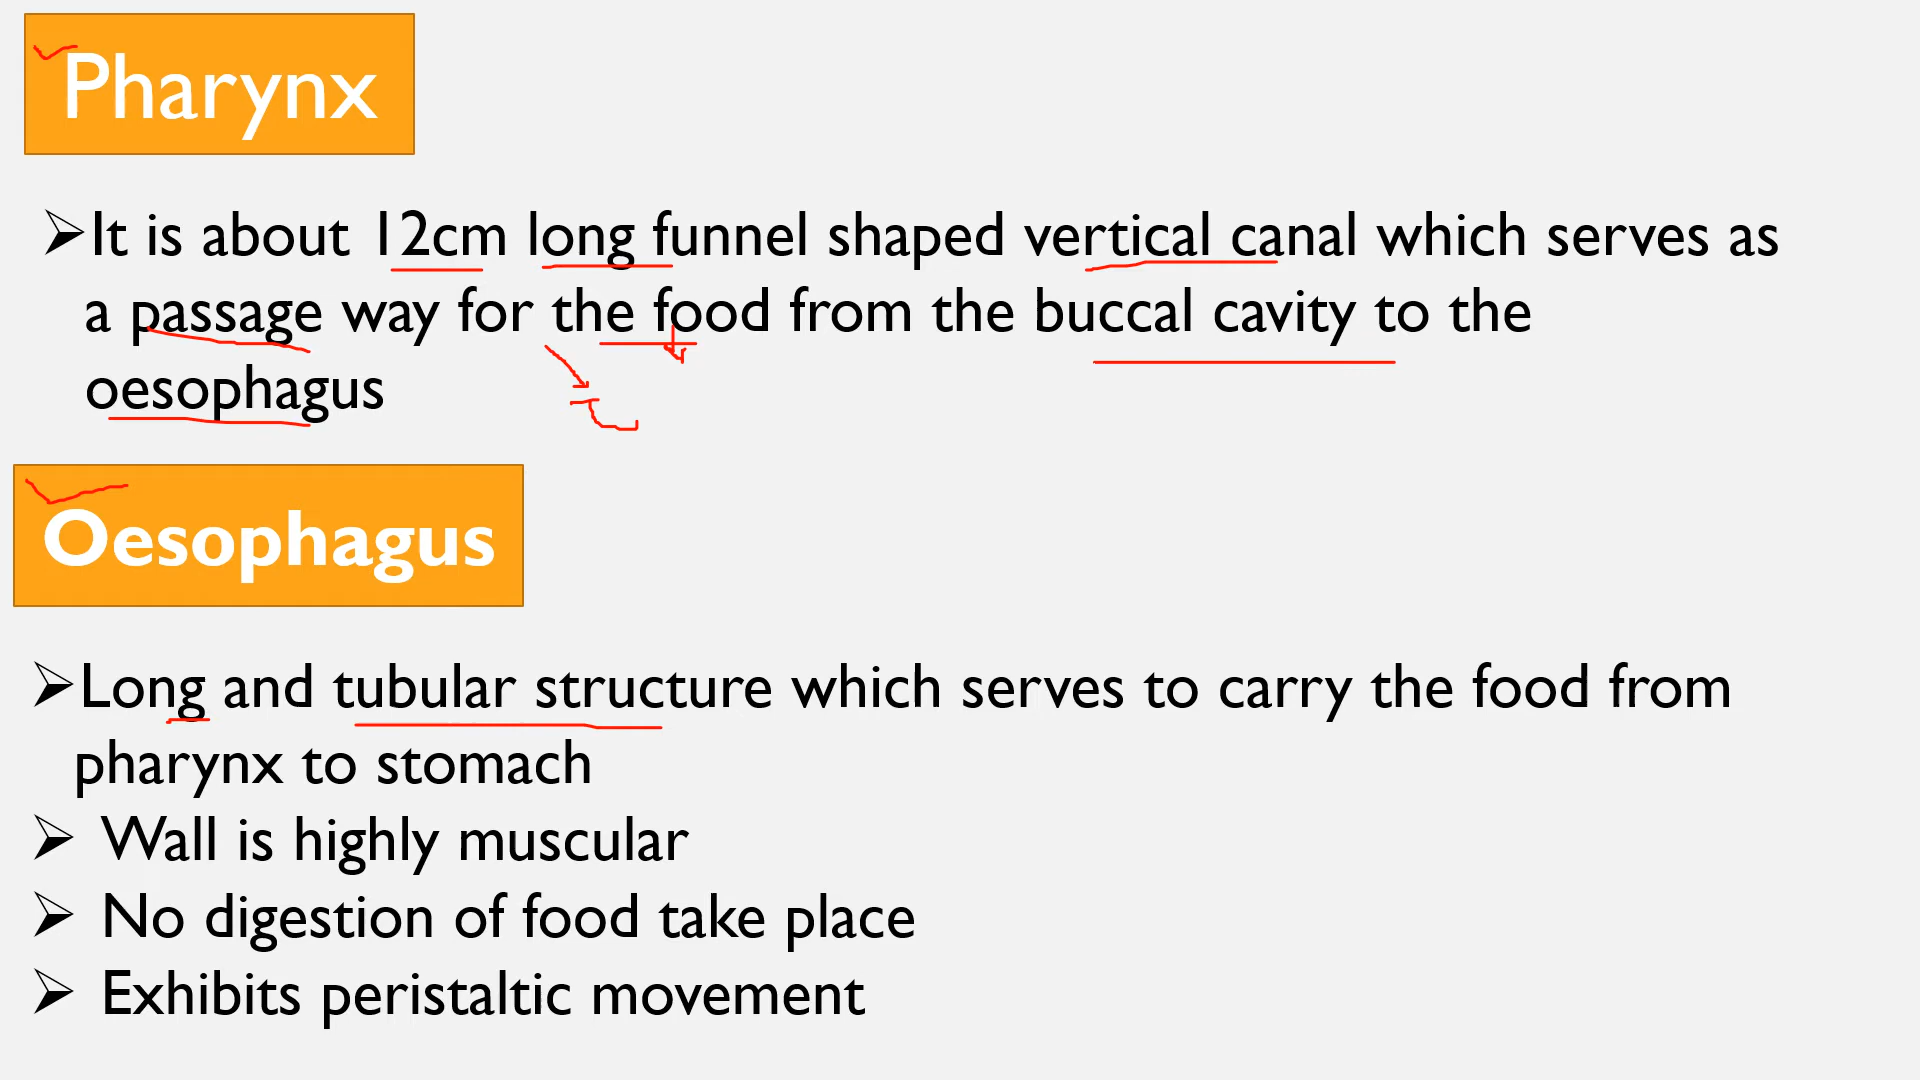 Pharynx
➢It is about 12cm long funnel shaped vertical canal which serves as
a passage way for the food from the buccal cavity to the
oesophagus
Oesophagus
➢Long and tubular structure which serves to carry the food from
pharynx to stomach
➢ Wall is highly muscular
➢ No digestion of food take place
➢ Exhibits peristaltic movement